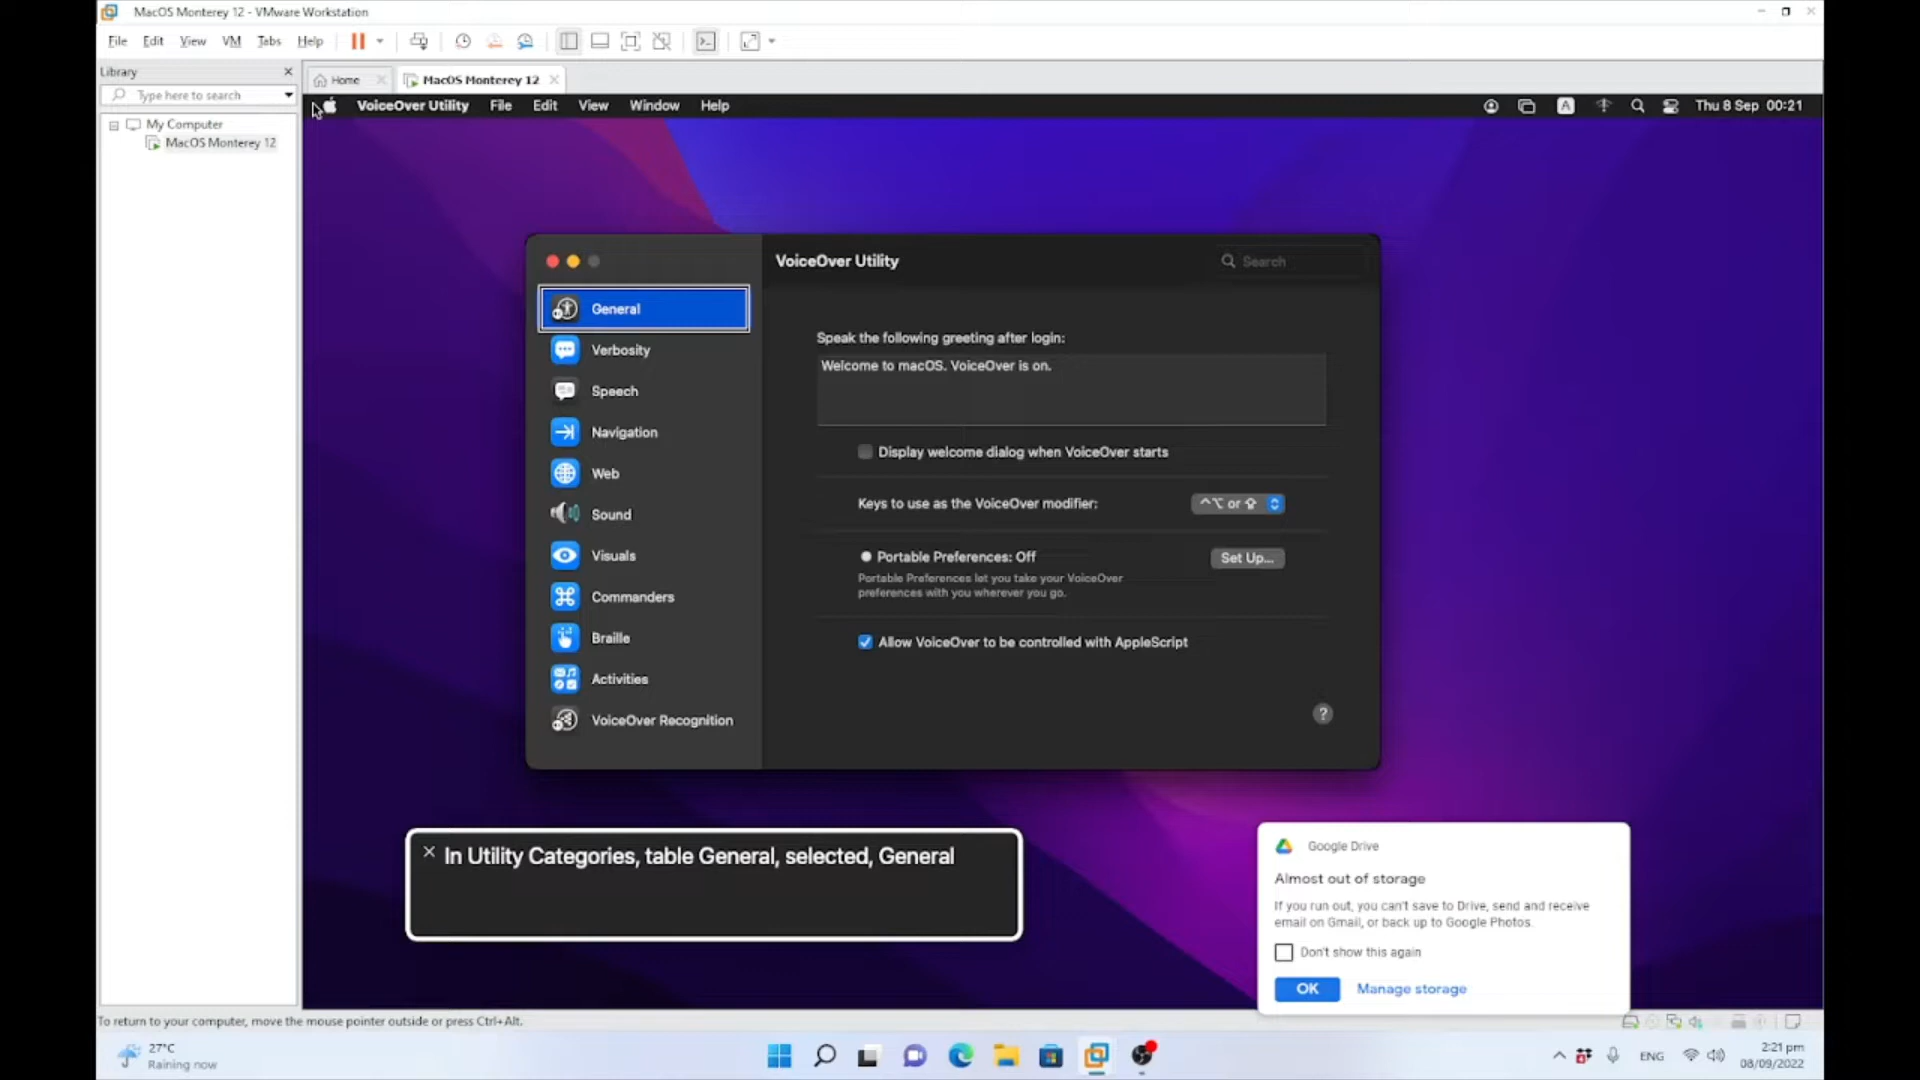 MacOS Monterey 12 - VMware Workstation
File Edit View VM Tabs Help
Library
Type here to search
My Computer
MacOS Monterey 12
Home
MacOS Monterey 12
VoiceOver Utility File Edit View Window Help
A
Thu 8 Sep 00:21
VoiceOver Utility
Search
General
Verbosity
Speech
Navigation
Web
Sound
Visuals
Commanders
Braille
Activities
VoiceOver Recognition
Speak the following greeting after login:
Welcome to macOS. VoiceOver is on.
Display welcome dialog when VoiceOver starts
Keys to use as the VoiceOver modifier:
^⌥ or ⇪
Portable Preferences: Off
Set Up...
Portable Preferences let you take your VoiceOver
preferences with you wherever you go.
Allow VoiceOver to be controlled with AppleScript
?
In Utility Categories, table General, selected, General
Google Drive
Almost out of storage
If you run out, you can't save to Drive, send and receive
email on Gmail, or back up to Google Photos.
Don't show this again
OK
Manage storage
To return to your computer, move the mouse pointer outside or press Ctrl+Alt.
27°C
Raining now
ENG
2:21 pm
08/09/2022